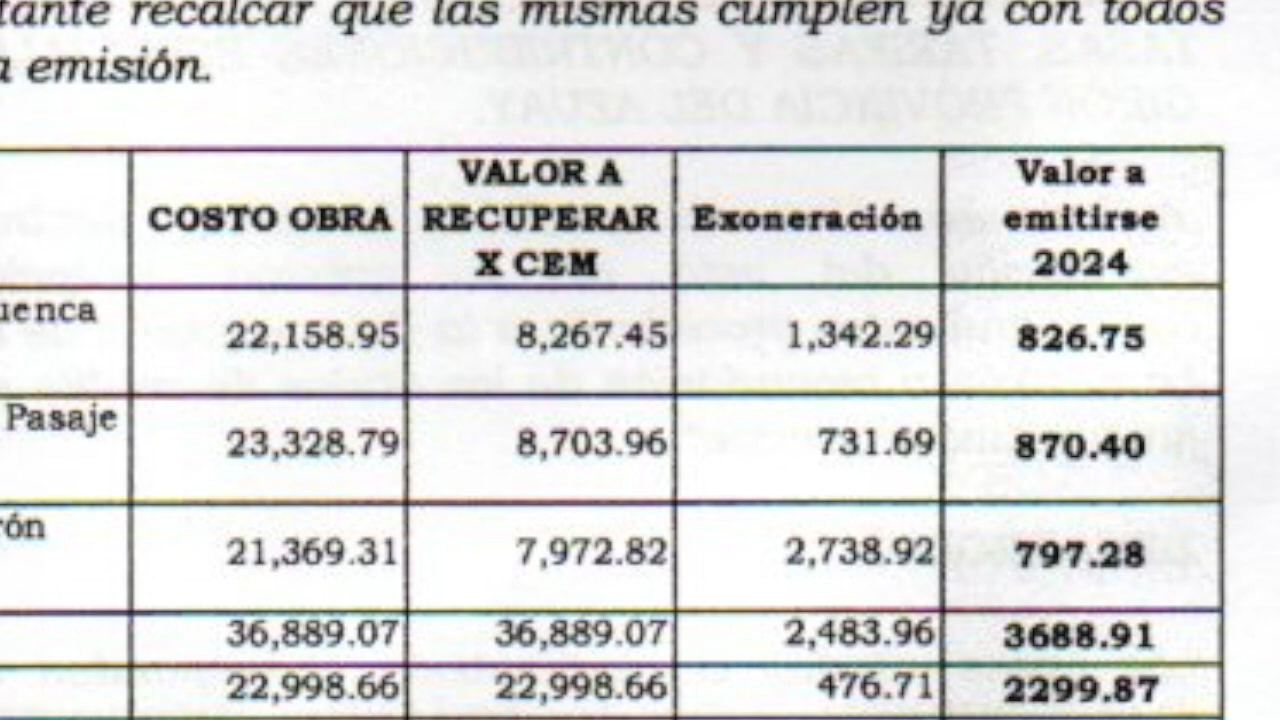 tante recalcar que las mismas cumplen ya con todos
a emisión.
COSTO OBRA
VALOR A
RECUPERAR
X CEM
Exoneración
Valor a
emitirse
2024
uenca
22,158.95 8,267.45 1,342.29 826.75
Pasaje
23,328.79 8,703.96 731.69 870.40
rón
21,369.31 7,972.82 2,738.92 797.28
36,889.07 36,889.07 2,483.96 3688.91
22,998.66 22,998.66 476.71 2299.87